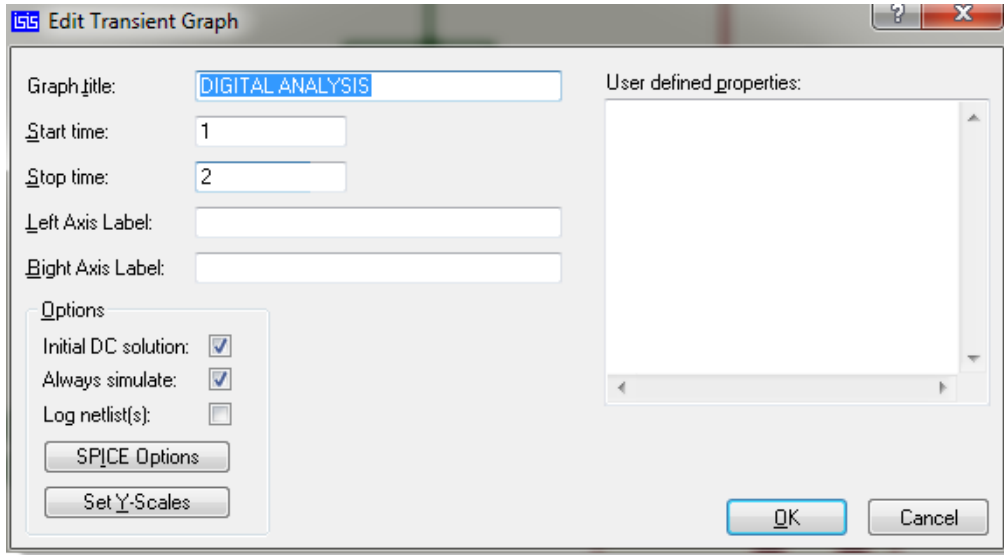 isis Edit Transient Graph
? X
Graph title: DIGITAL ANALYSIS
User defined properties:
Start time: 1
Stop time: 2
Left Axis Label:
Right Axis Label:
Options
Initial DC solution:
Always simulate:
Log netlist(s):
SPICE Options
Set Y-Scales
OK Cancel